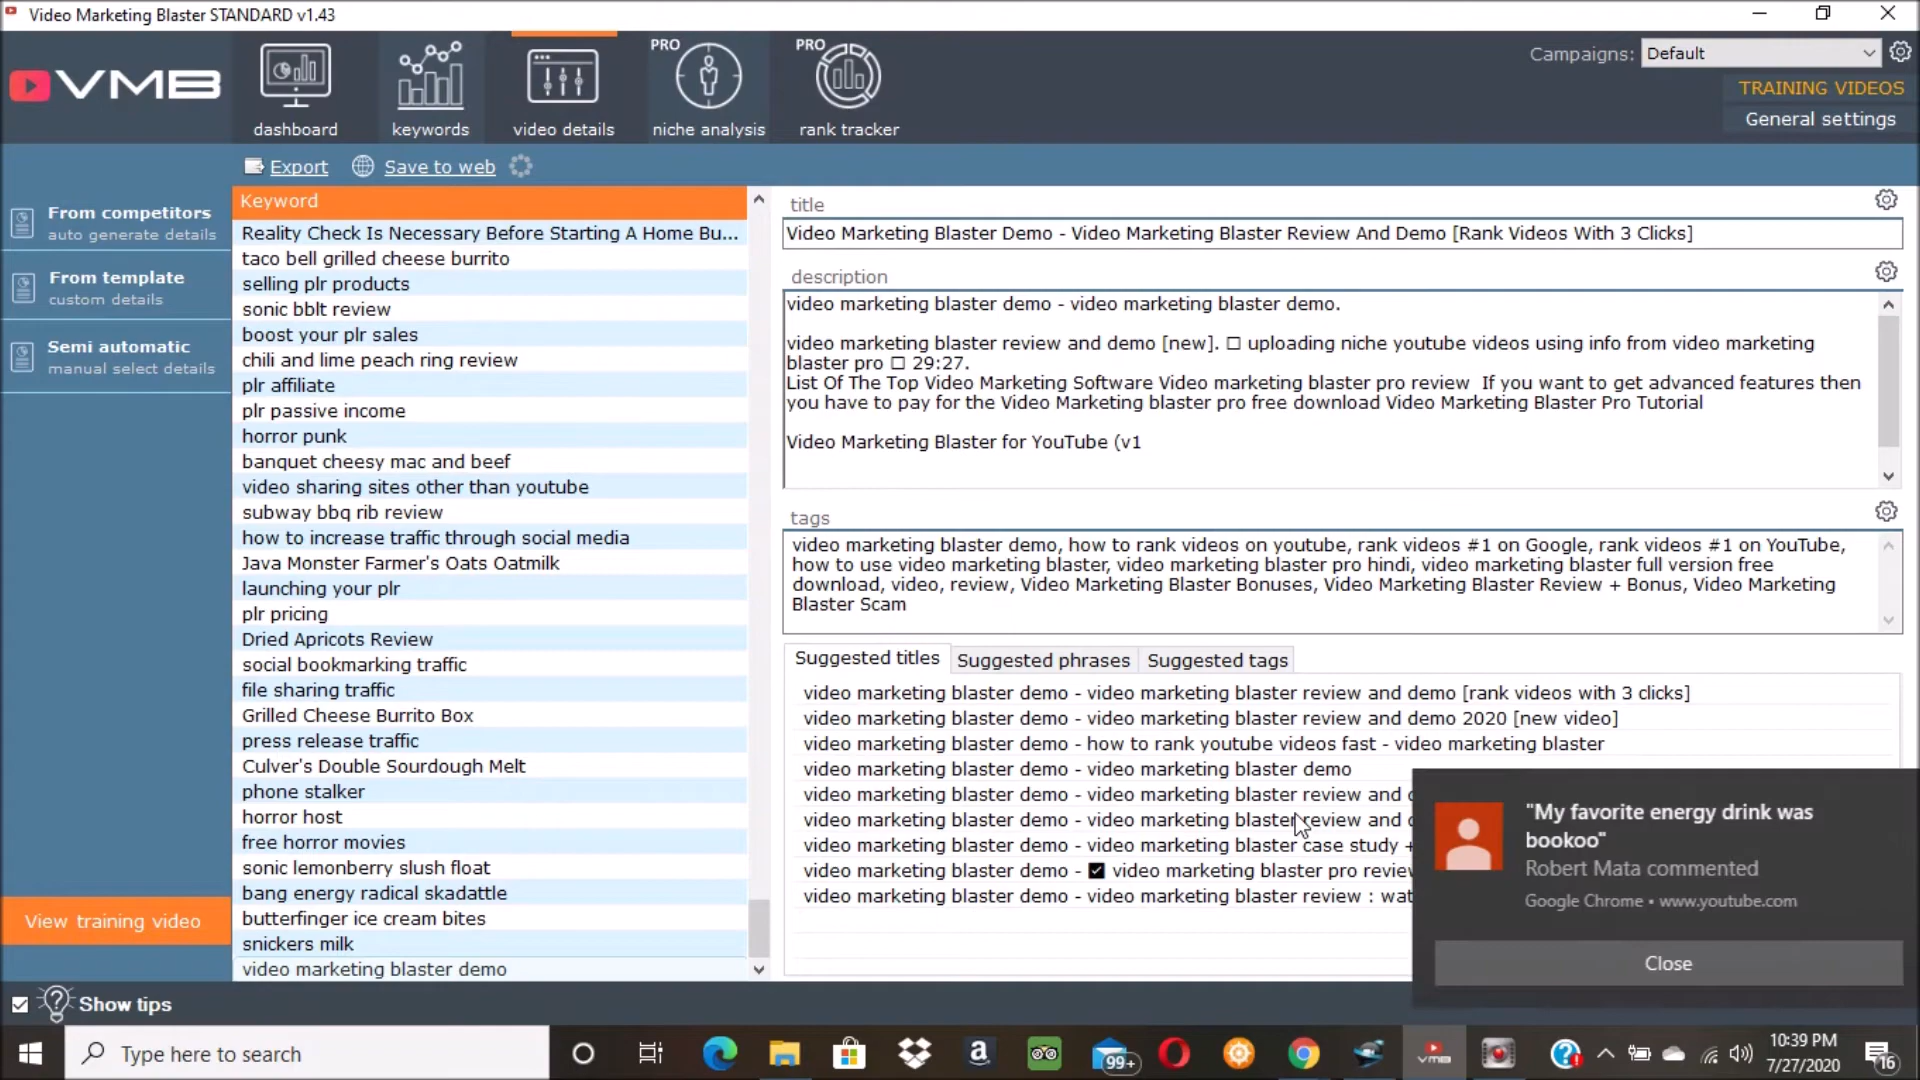 Video Marketing Blaster STANDARD v1.43
VMB
dashboard
keywords
video details
PRO
niche analysis
PRO
rank tracker
Campaigns:
Default
TRAINING VIDEOS
General settings
Export
Save to web
From competitors
auto generate details
From template
custom details
Semi automatic
manual select details
View training video
Keyword
Reality Check Is Necessary Before Starting A Home Bu...
taco bell grilled cheese burrito
selling plr products
sonic bblt review
boost your plr sales
chili and lime peach ring review
plr affiliate
plr passive income
horror punk
banquet cheesy mac and beef
video sharing sites other than youtube
subway bbq rib review
how to increase traffic through social media
Java Monster Farmer's Oats Oatmilk
launching your plr
plr pricing
Dried Apricots Review
social bookmarking traffic
file sharing traffic
Grilled Cheese Burrito Box
press release traffic
Culver's Double Sourdough Melt
phone stalker
horror host
free horror movies
sonic lemonberry slush float
bang energy radical skadattle
butterfinger ice cream bites
snickers milk
video marketing blaster demo
title
Video Marketing Blaster Demo - Video Marketing Blaster Review And Demo [Rank Videos With 3 Clicks]
description
video marketing blaster demo - video marketing blaster demo.
video marketing blaster review and demo [new]. ☐ uploading niche youtube videos using info from video marketing
blaster pro ☐ 29:27.
List Of The Top Video Marketing Software Video marketing blaster pro review  If you want to get advanced features then
you have to pay for the Video Marketing blaster pro free download Video Marketing Blaster Pro Tutorial
Video Marketing Blaster for YouTube (v1
tags
video marketing blaster demo, how to rank videos on youtube, rank videos #1 on Google, rank videos #1 on YouTube,
how to use video marketing blaster, video marketing blaster pro hindi, video marketing blaster full version free
download, video, review, Video Marketing Blaster Bonuses, Video Marketing Blaster Review + Bonus, Video Marketing
Blaster Scam
Suggested titles
Suggested phrases
Suggested tags
video marketing blaster demo - video marketing blaster review and demo [rank videos with 3 clicks]
video marketing blaster demo - video marketing blaster review and demo 2020 [new video]
video marketing blaster demo - how to rank youtube videos fast - video marketing blaster
video marketing blaster demo - video marketing blaster demo
video marketing blaster demo - video marketing blaster review and
video marketing blaster demo - video marketing blaster review and
video marketing blaster demo - video marketing blaster case study +
video marketing blaster demo - ☑ video marketing blaster pro review
video marketing blaster demo - video marketing blaster review : wat
"My favorite energy drink was
bookoo"
Robert Mata commented
Google Chrome • www.youtube.com
Close
Show tips
Type here to search
99+
VMB
10:39 PM
7/27/2020
16